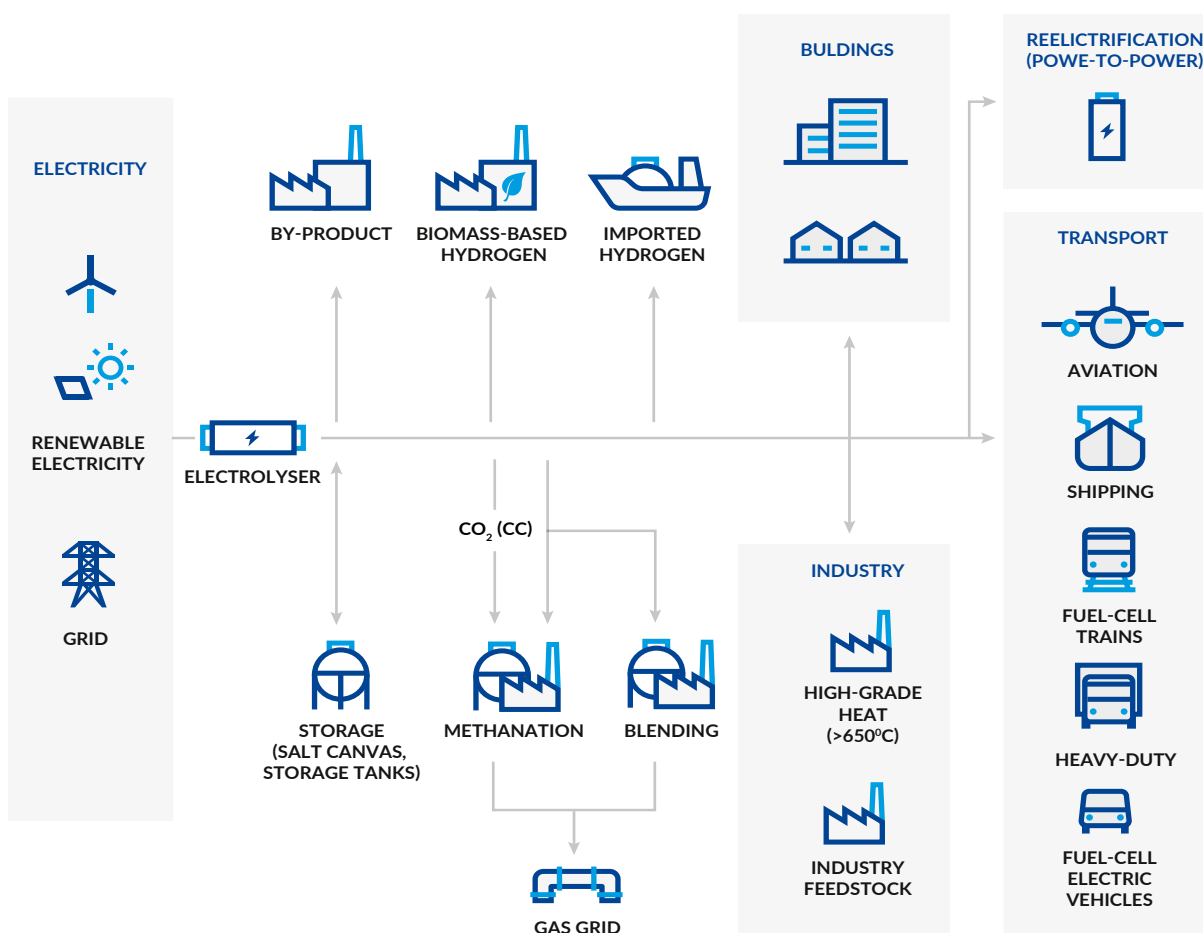 ELECTRICITY
RENEWABLE
ELECTRICITY
GRID
ELECTROLYSER
BY-PRODUCT
BIOMASS-BASED
HYDROGEN
IMPORTED
HYDROGEN
CO₂ (CC)
STORAGE
(SALT CANVAS,
STORAGE TANKS)
METHANATION
BLENDING
GAS GRID
BULDINGS
INDUSTRY
HIGH-GRADE
HEAT
(>650⁰C)
INDUSTRY
FEEDSTOCK
REELICTRIFICATION
(POWE-TO-POWER)
TRANSPORT
AVIATION
SHIPPING
FUEL-CELL
TRAINS
HEAVY-DUTY
FUEL-CELL
ELECTRIC
VEHICLES